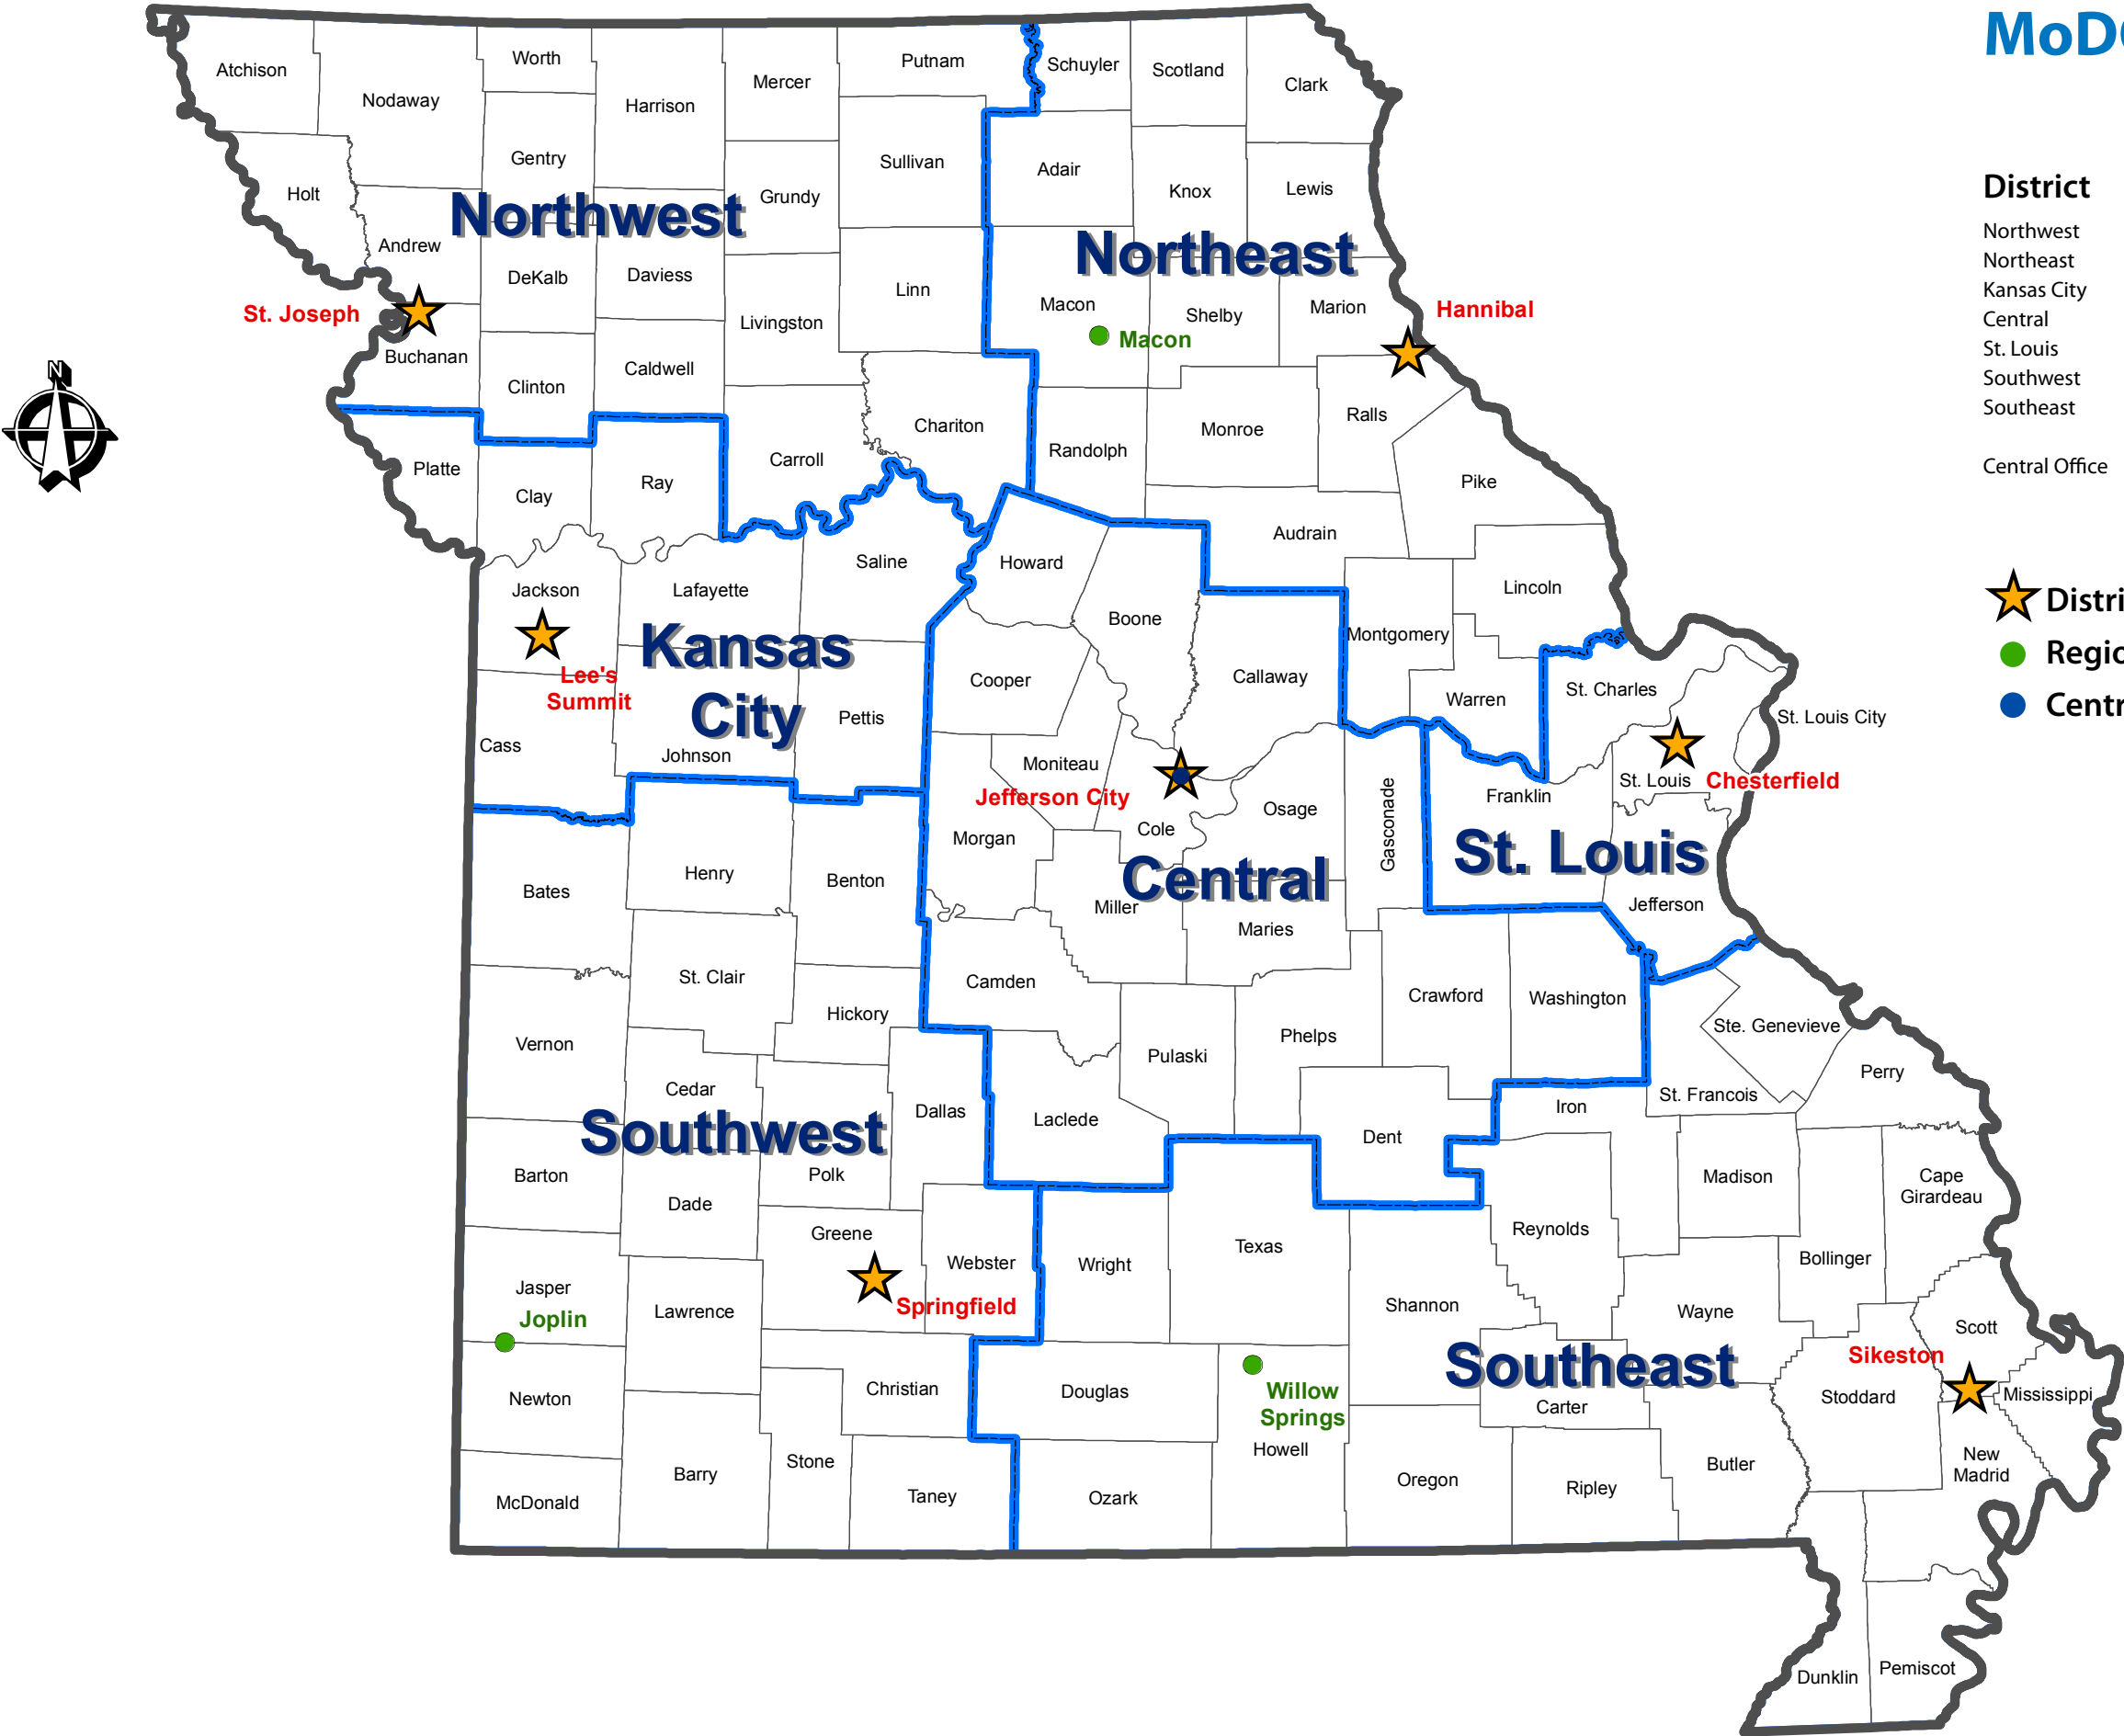 MoDO
District
Northwest
Northeast
Kansas City
Central
St. Louis
Southwest
Southeast
Central Office
Distri
Regio
Centr
N
Atchison
Nodaway
Worth
Harrison
Mercer
Putnam
Schuyler
Scotland
Clark
Gentry
Sullivan
Adair
Knox
Lewis
Holt
Grundy
Northwest
Andrew
Northeast
DeKalb
Daviess
Linn
Macon
Shelby
Marion
Hannibal
St. Joseph
Livingston
Macon
Buchanan
Clinton
Caldwell
Chariton
Randolph
Monroe
Ralls
Platte
Clay
Ray
Carroll
Pike
Audrain
Saline
Howard
Jackson
Lafayette
Boone
Lincoln
Montgomery
Kansas
City
Lee's
Summit
Cooper
Callaway
Warren
St. Charles
St. Louis City
Cass
Johnson
Pettis
Moniteau
Jefferson City
St. Louis
Chesterfield
Franklin
Gasconade
Osage
Morgan
Cole
St. Louis
Bates
Henry
Benton
Central
Miller
Maries
Jefferson
St. Clair
Camden
Crawford
Washington
Hickory
Phelps
Ste. Genevieve
Vernon
Pulaski
Perry
Cedar
Dallas
Laclede
Iron
St. Francois
Southwest
Dent
Barton
Polk
Madison
Cape
Girardeau
Dade
Greene
Webster
Wright
Texas
Reynolds
Bollinger
Jasper
Joplin
Lawrence
Springfield
Shannon
Wayne
Scott
Southeast
Sikeston
Newton
Christian
Douglas
Willow
Springs
Carter
Stoddard
Mississippi
Howell
New
Madrid
Barry
Stone
Butler
McDonald
Taney
Ozark
Oregon
Ripley
Dunklin
Pemiscot